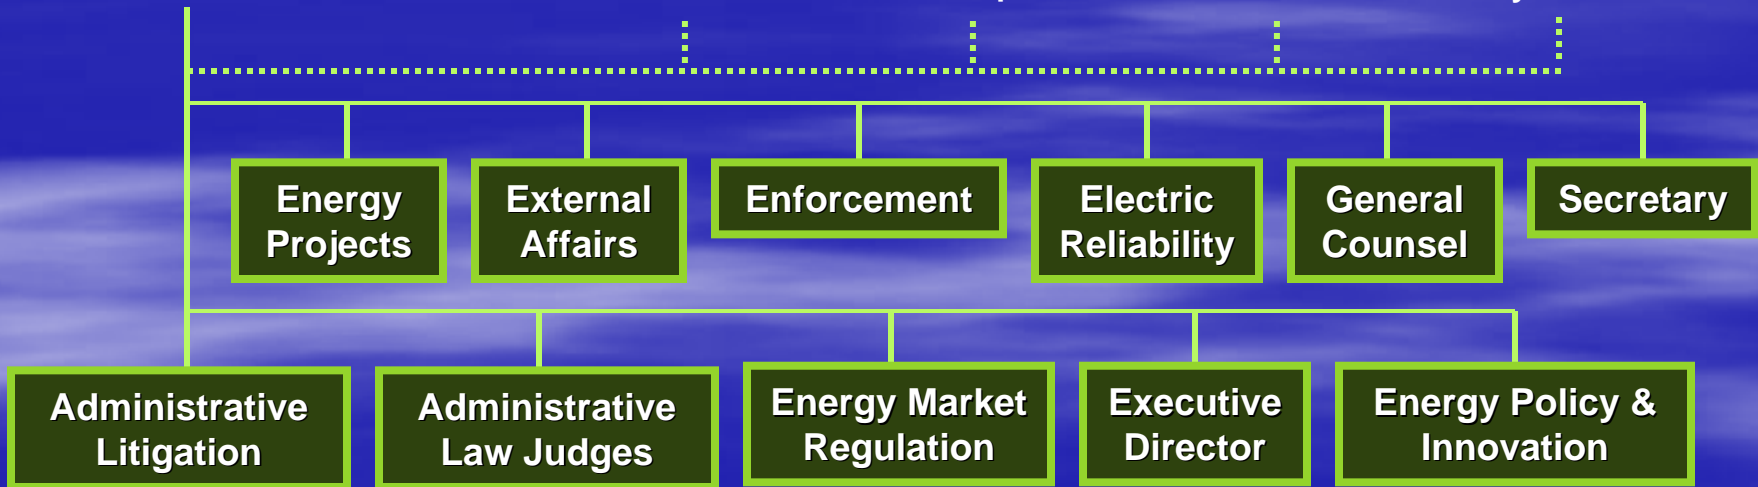 Energy
Projects
External
Affairs
Enforcement
Electric
Reliability
General
Counsel
Secretary
Administrative
Litigation
Administrative
Law Judges
Energy Market
Regulation
Executive
Director
Energy Policy &
Innovation